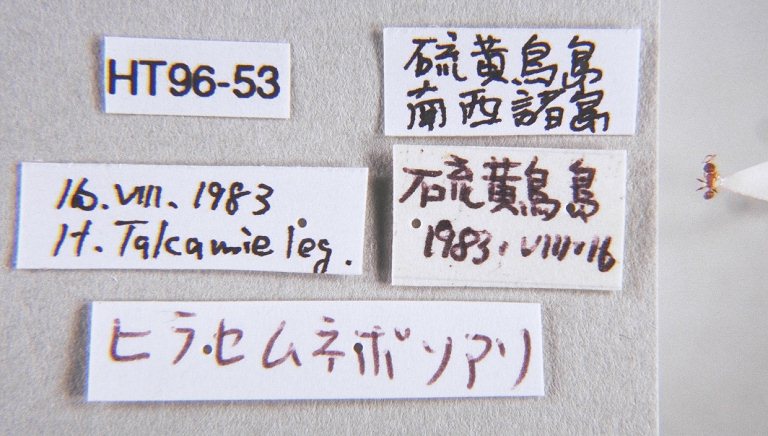 HT96-53
硫黄鳥島
南西諸島
16.VIII.1983
H. Takamie leg.
硫黄鳥島
1983.VIII.16
ヒラセムネボソアリ